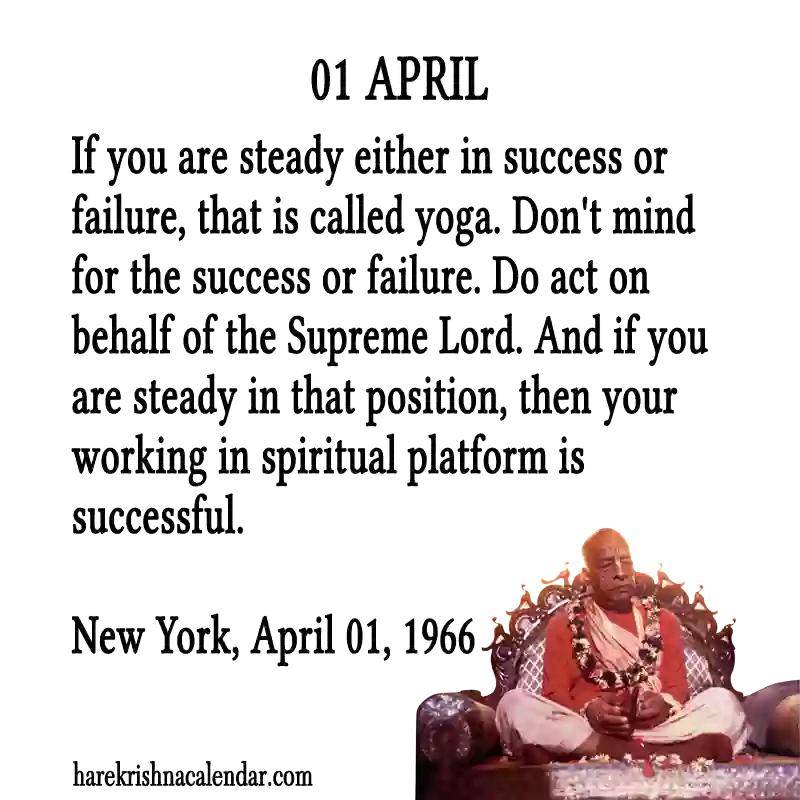 01 APRIL
If you are steady either in success or
failure, that is called yoga. Don't mind
for the success or failure. Do act on
behalf of the Supreme Lord. And if you
are steady in that position, then your
working in spiritual platform is
successful.
New York, April 01, 1966
harekrishnacalendar.com